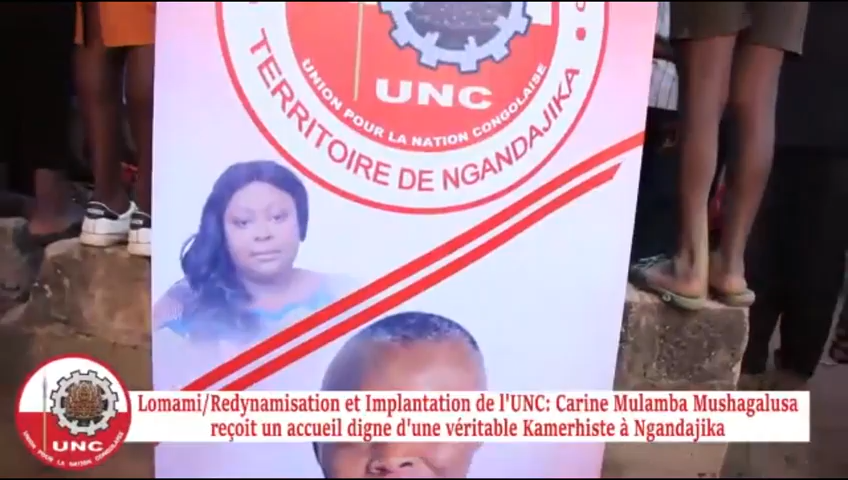 UNC
UNION POUR LA NATION CONGOLAISE
TERRITOIRE DE NGANDAJIKA
Lomami/Redynamisation et Implantation de l'UNC: Carine Mulamba Mushagalusa
reçoit un accueil digne d'une véritable Kamerhiste à Ngandajika
UNC
UNION POUR LA NATION CONGOLAISE